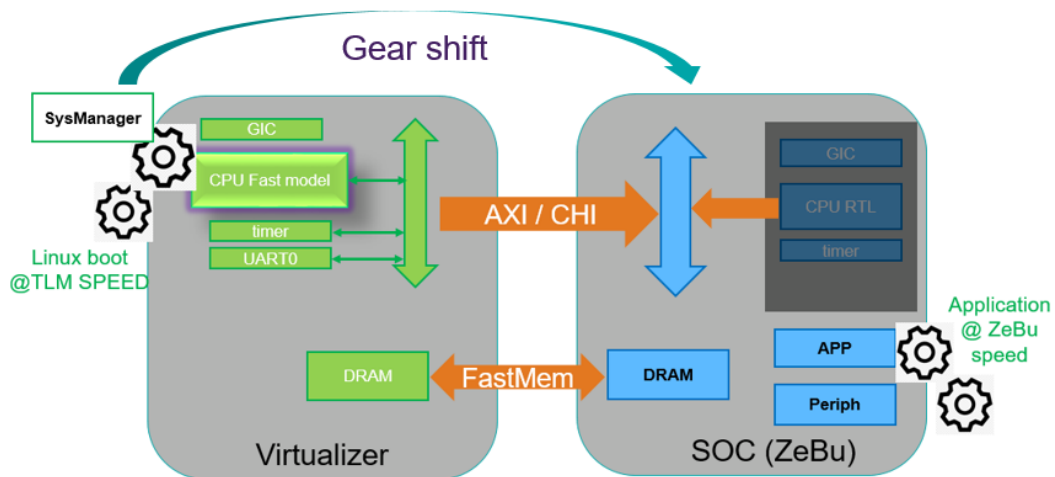 Gear shift
SysManager
GIC
CPU Fast model
timer
UART0
Linux boot
@TLM SPEED
DRAM
Virtualizer
AXI / CHI
FastMem
GIC
CPU RTL
timer
APP
DRAM
Periph
SOC (ZeBu)
Application
@ ZeBu
speed